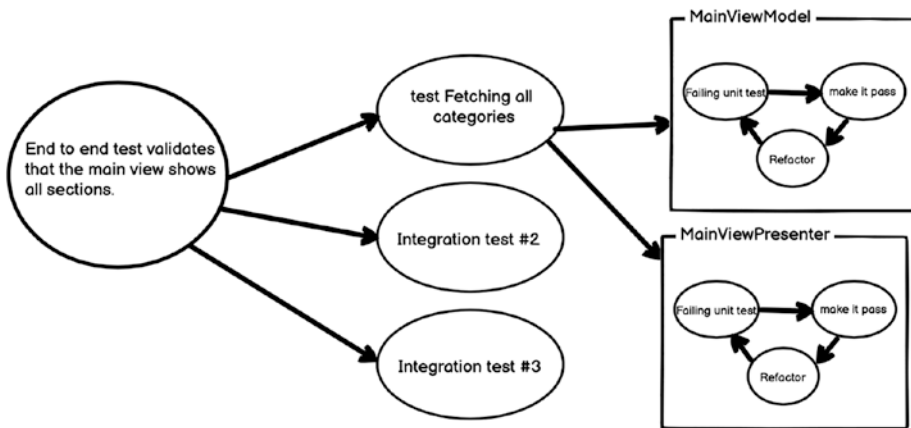 End to end test validates
that the main view shows
all sections.
test Fetching all
categories
Integration test #2
Integration test #3
MainViewModel
Failing unit test
make it pass
Refactor
MainViewPresenter
Failing unit test
make it pass
Refactor